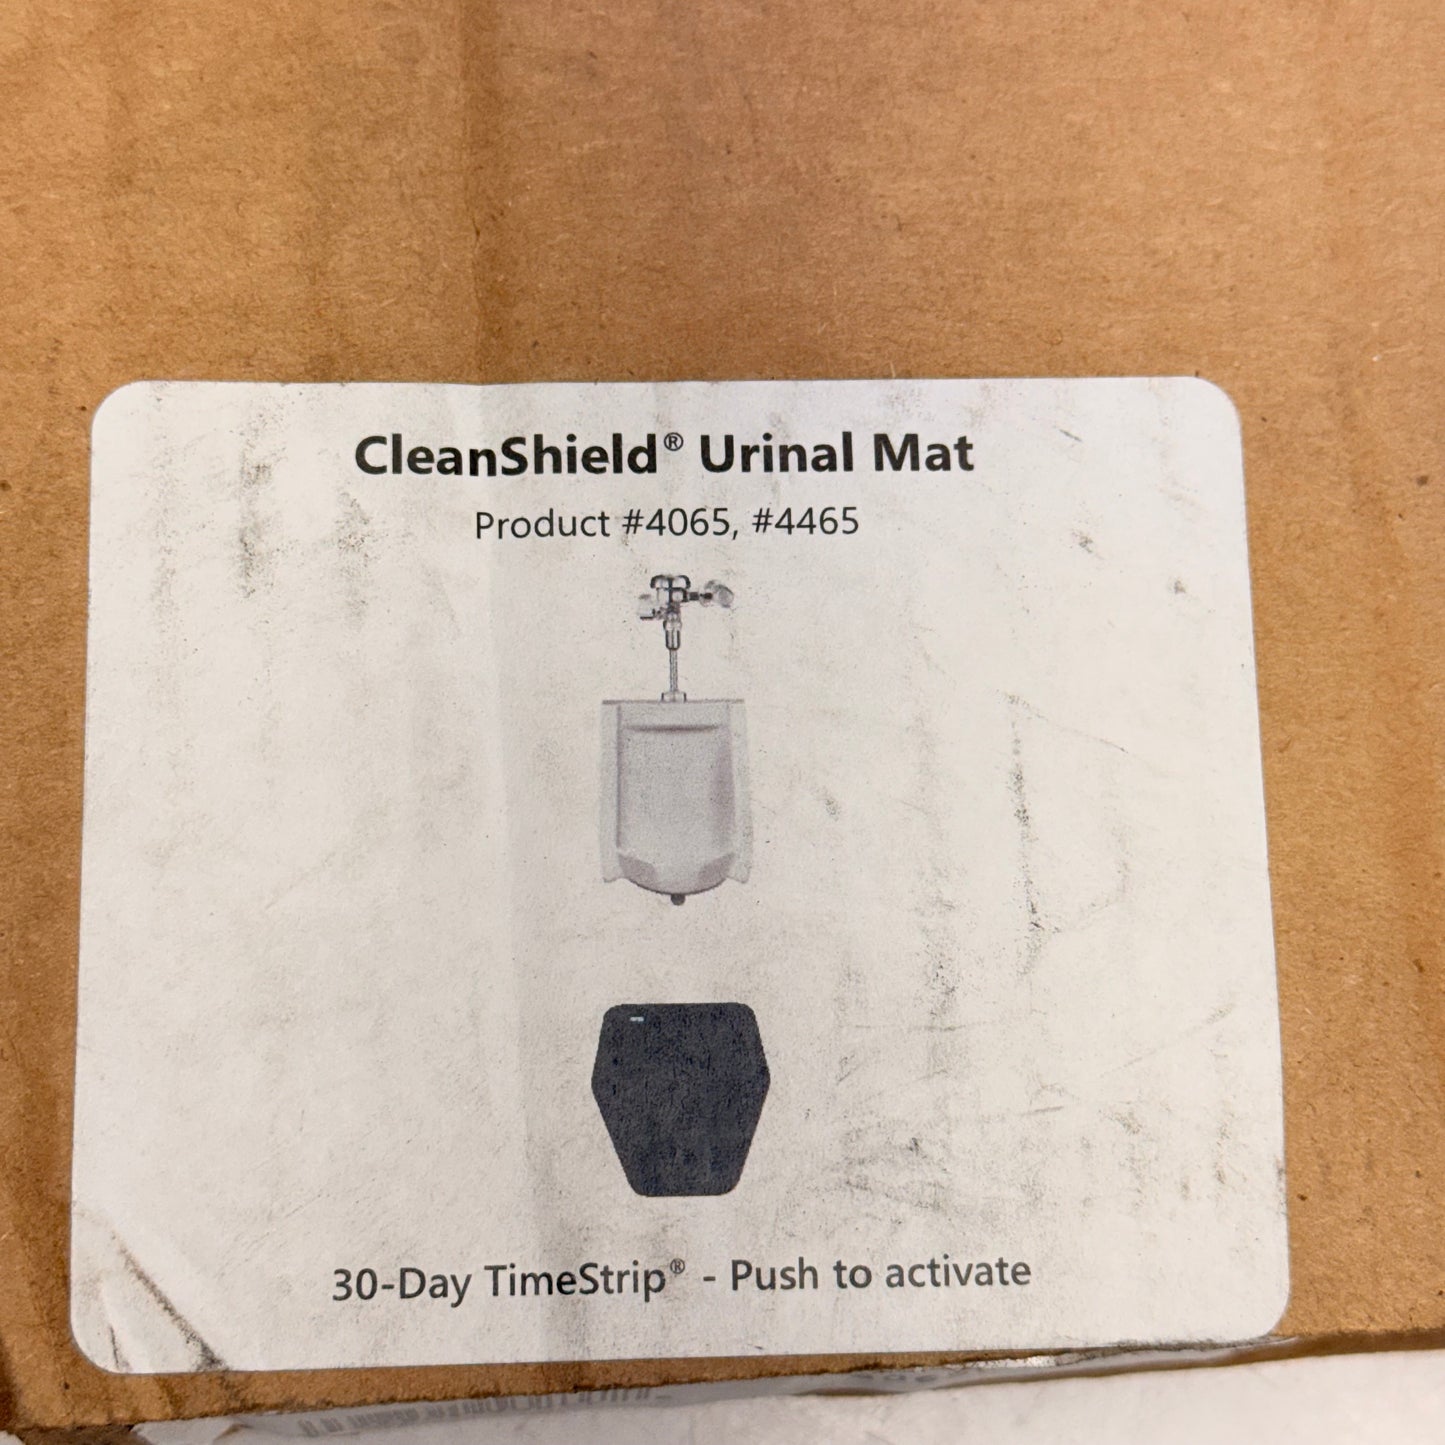 CleanShield® Urinal Mat
Product #4065, #4465
30-Day TimeStrip® - Push to activate